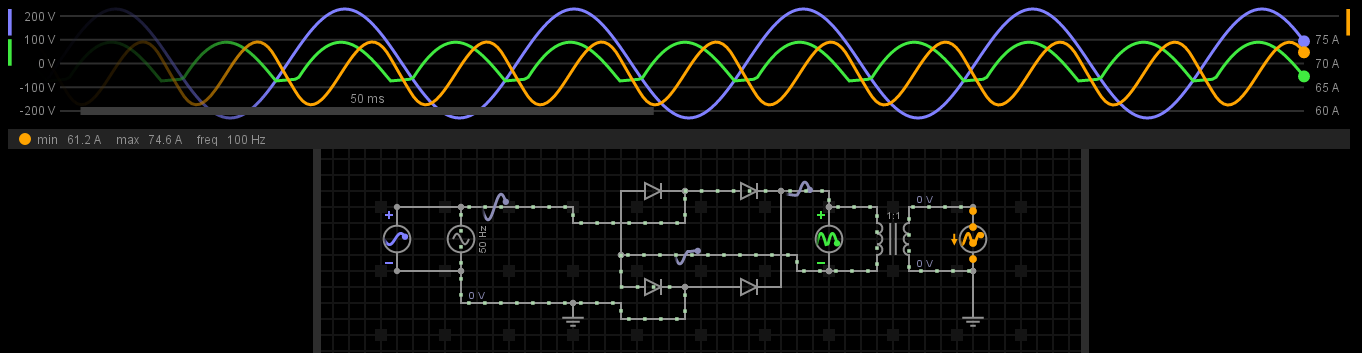 200 V
100 V 75 A
0 V 70 A
-100 V 65 A
50 ms
-200 V 60 A
min 61.2 A max 74.6 A freq 100 Hz
0 V
1:1
+ +
50 Hz
− −
0 V
0 V